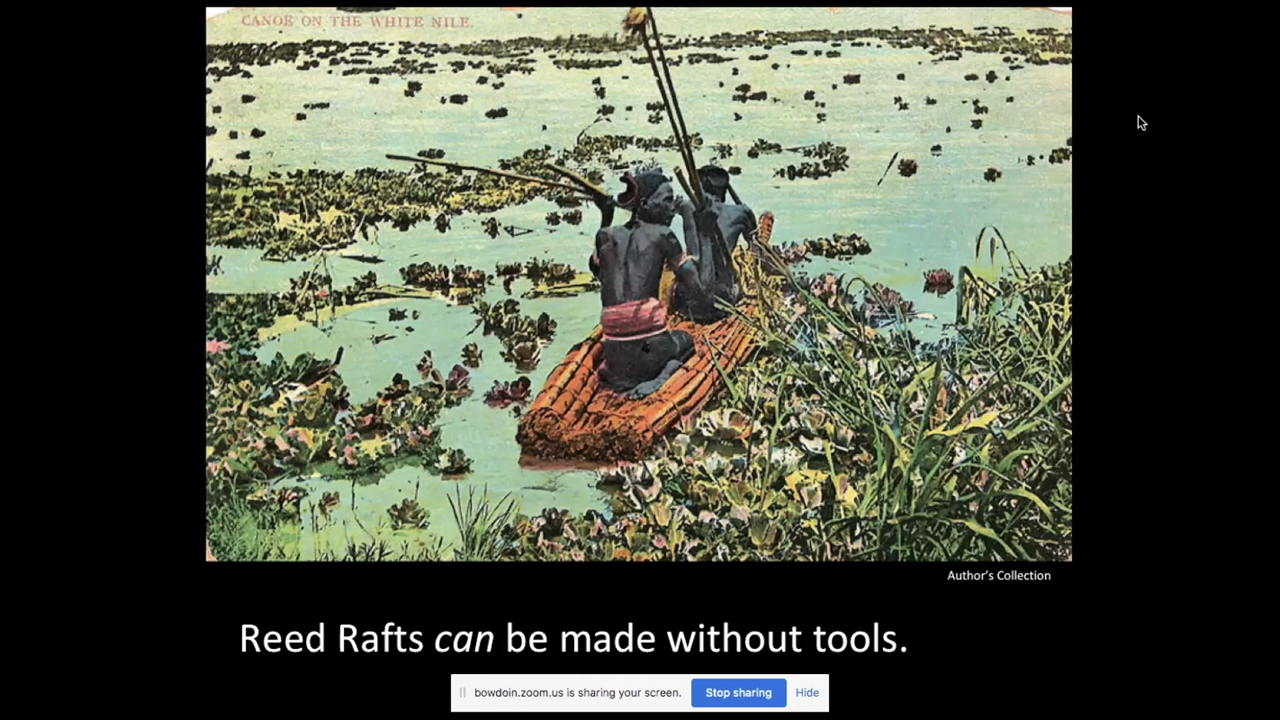 CANOE ON THE WHITE NILE.
Author's Collection
Reed Rafts can be made without tools.
bowdoin.zoom.us is sharing your screen. Stop sharing Hide